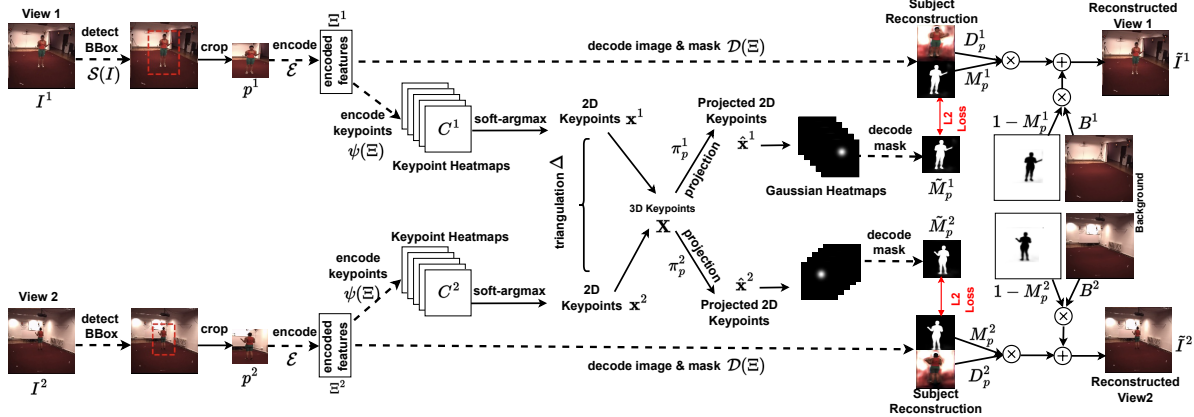 View 1
detect
BBox
S(I)
I¹
crop
p¹
encode
ℰ
Ξ¹
encoded
features
decode image & mask 𝒟(Ξ)
encode
keypoints
ψ(Ξ)
C¹
Keypoint Heatmaps
soft-argmax
2D
Keypoints x¹
triangulation Δ
3D Keypoints
X
π¹ₚ
projection
Projected 2D
Keypoints
x̂¹
Gaussian Heatmaps
decode
mask
M̃¹ₚ
L2
Loss
Subject
Reconstruction
D¹ₚ
M¹ₚ
×
+
×
1 − M¹ₚ
B¹
Reconstructed
View 1
Ĩ¹
Background
View 2
detect
BBox
I²
crop
p²
encode
ℰ
encoded
features
Ξ²
encode
keypoints
ψ(Ξ)
Keypoint Heatmaps
C²
soft-argmax
2D
Keypoints x²
π²ₚ
projection
x̂²
Projected 2D
Keypoints
decode
mask
M̃²ₚ
L2
Loss
decode image & mask 𝒟(Ξ)
M²ₚ
D²ₚ
Subject
Reconstruction
×
+
×
1 − M²ₚ
B²
Ĩ²
Reconstructed
View2